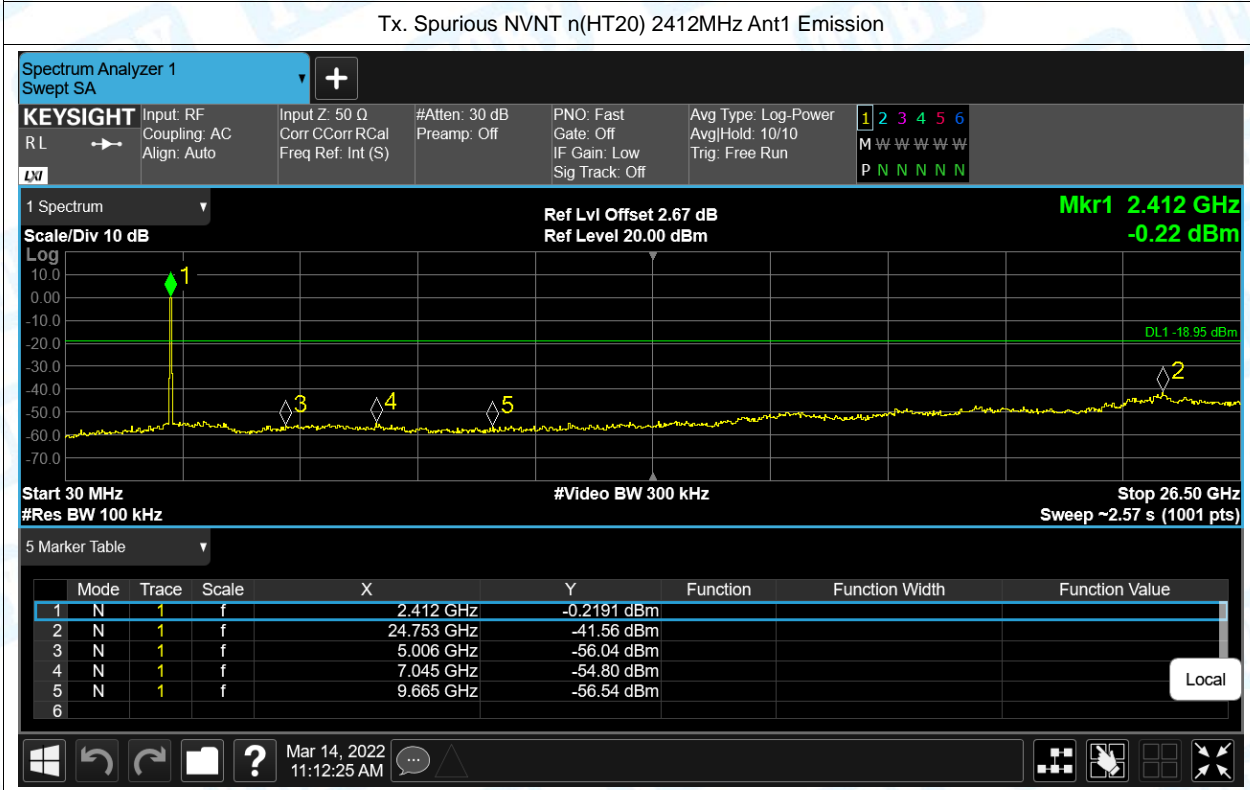 Tx. Spurious NVNT n(HT20) 2412MHz Ant1 Emission
Spectrum Analyzer 1
Swept SA
KEYSIGHT
R L
LXI
Input: RF
Coupling: AC
Align: Auto
Input Z: 50 Ω
Corr CCorr RCal
Freq Ref: Int (S)
#Atten: 30 dB
Preamp: Off
PNO: Fast
Gate: Off
IF Gain: Low
Sig Track: Off
Avg Type: Log-Power
Avg|Hold: 10/10
Trig: Free Run
1 2 3 4 5 6
M W W W W W
P N N N N N
1 Spectrum
Scale/Div 10 dB
Ref Lvl Offset 2.67 dB
Ref Level 20.00 dBm
Mkr1 2.412 GHz
-0.22 dBm
Log
10.0
0.00
-10.0
-20.0
-30.0
-40.0
-50.0
-60.0
-70.0
1
DL1 -18.95 dBm
2
3
4
5
Start 30 MHz
#Video BW 300 kHz
Stop 26.50 GHz
#Res BW 100 kHz
Sweep ~2.57 s (1001 pts)
5 Marker Table
Mode Trace Scale X Y Function Function Width Function Value
1 N 1 f 2.412 GHz -0.2191 dBm
2 N 1 f 24.753 GHz -41.56 dBm
3 N 1 f 5.006 GHz -56.04 dBm
4 N 1 f 7.045 GHz -54.80 dBm
5 N 1 f 9.665 GHz -56.54 dBm
6
Local
?
Mar 14, 2022
11:12:25 AM